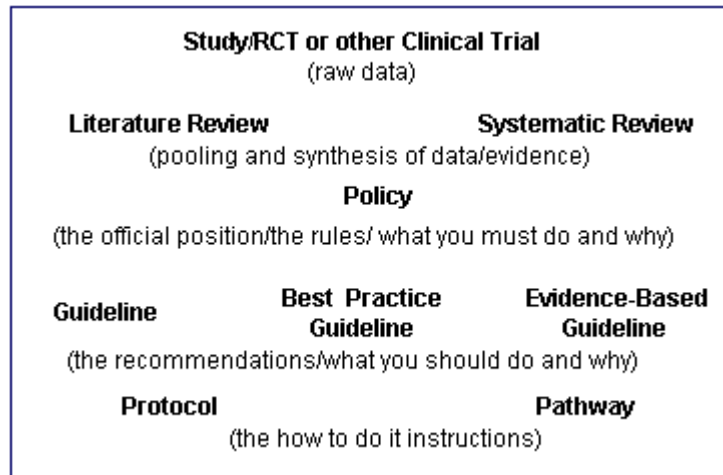 Study/RCT or other Clinical Trial
(raw data)
Literature Review Systematic Review
(pooling and synthesis of data/evidence)
Policy
(the official position/the rules/ what you must do and why)
Guideline Best Practice Guideline Evidence-Based Guideline
(the recommendations/what you should do and why)
Protocol Pathway
(the how to do it instructions)